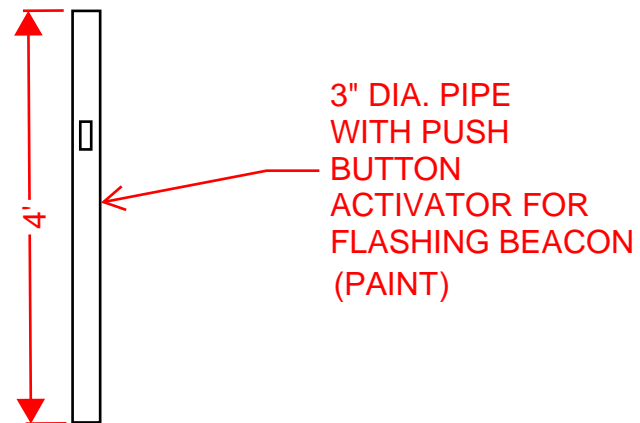 4'
3" DIA. PIPE
WITH PUSH
BUTTON
ACTIVATOR FOR
FLASHING BEACON
(PAINT)